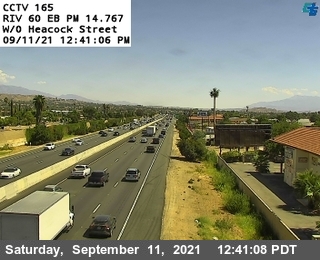 CCTV 165
RIV 60 EB PM 14.767
W/O Heacock Street
09/11/21 12:41:06 PM
Saturday, September 11, 2021 12:41:08 PDT